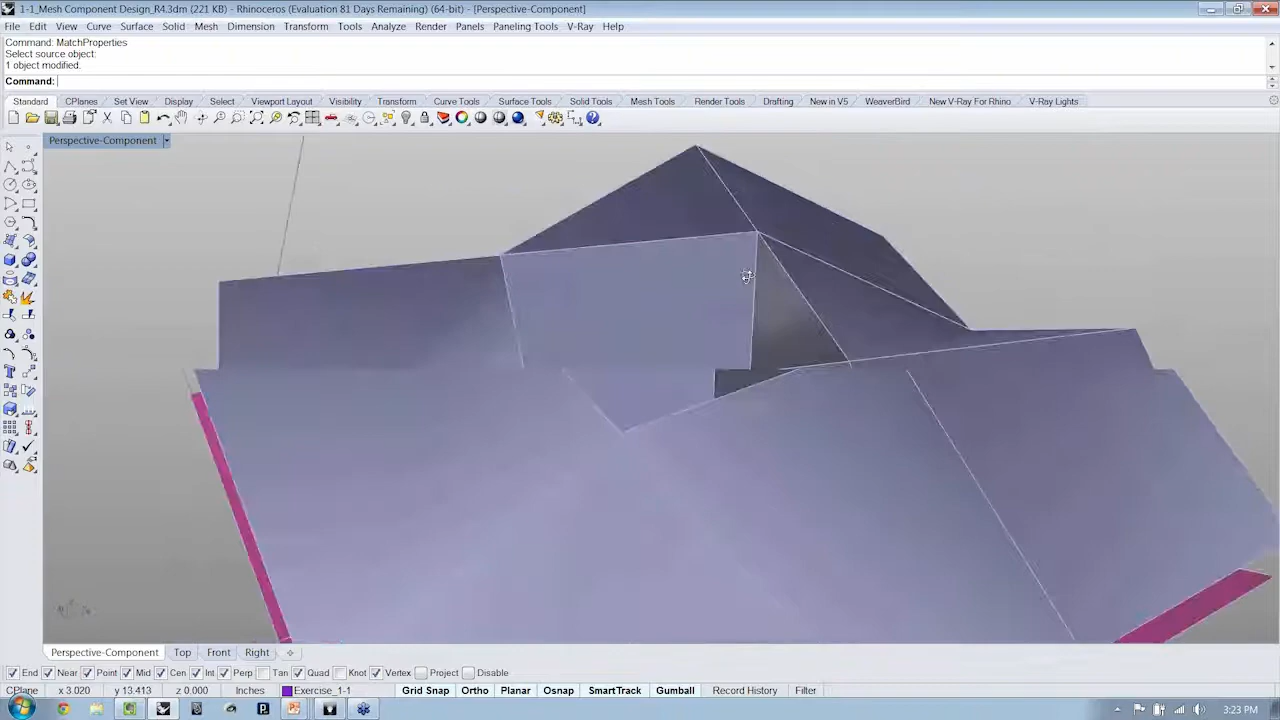 1-1_Mesh Component Design_R4.3dm (221 KB) - Rhinoceros (Evaluation 81 Days Remaining) (64-bit) - [Perspective-Component]
File Edit View Curve Surface Solid Mesh Dimension Transform Tools Analyze Render Panels Paneling Tools V-Ray Help
Command: MatchProperties
Select source object:
1 object modified.
Command:
Standard CPlanes Set View Display Select Viewport Layout Visibility Transform Curve Tools Surface Tools Solid Tools Mesh Tools Render Tools Drafting New in V5 WeaverBird New V-Ray For Rhino V-Ray Lights
Perspective-Component
Perspective-Component Top Front Right
End Near Point Mid Cen Int Perp Tan Quad Knot Vertex Project Disable
CPlane x 3.020 y 13.413 z 0.000 Inches Exercise_1-1 Grid Snap Ortho Planar Osnap SmartTrack Gumball Record History Filter
3:23 PM